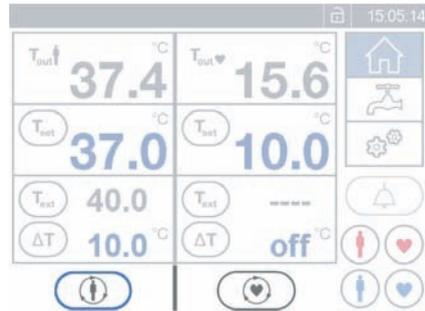 15:05:14
Tout °C 37.4
Tout °C 15.6
Tset °C 37.0
Tset °C 10.0
Text 40.0
Text ----
ΔT 10.0 °C
ΔT off °C